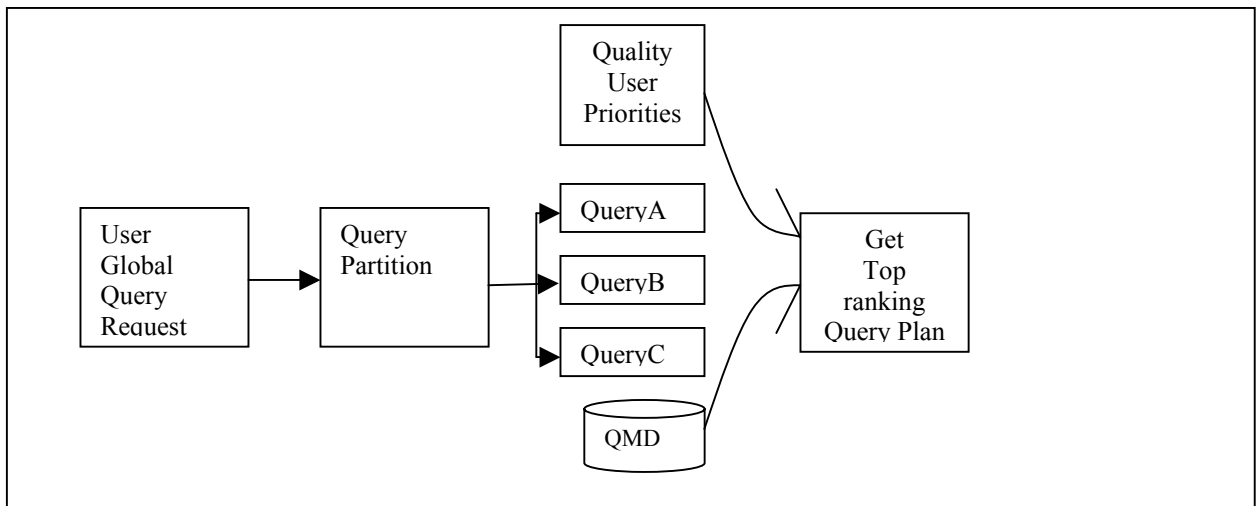 Quality
User
Priorities
User
Global
Query
Request
Query
Partition
QueryA
QueryB
QueryC
QMD
Get
Top
ranking
Query Plan